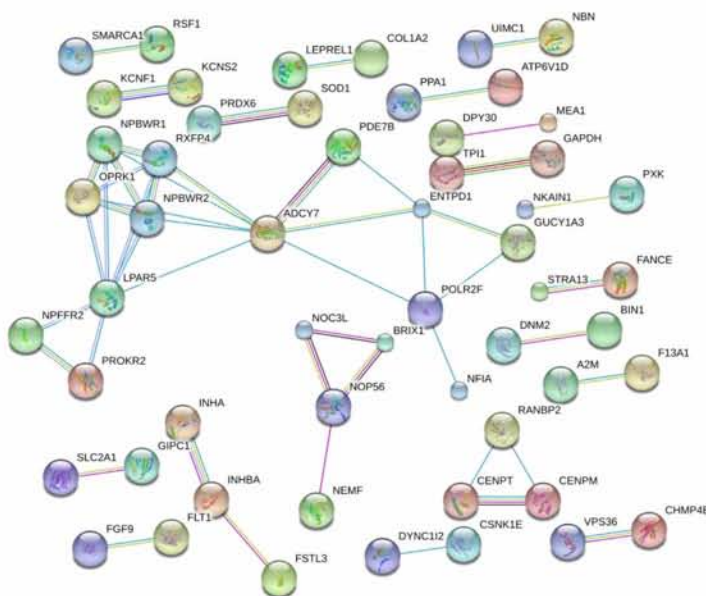 SMARCA1
RSF1
LEPREL1
COL1A2
UIMC1
NBN
KCNF1
KCNS2
PPA1
ATP6V1D
PRDX6
SOD1
NPBWR1
RXFP4
PDE7B
DPY30
MEA1
TPI1
GAPDH
OPRK1
NPBWR2
ADCY7
ENTPD1
NKAIN1
PXK
GUCY1A3
LPAR5
POLR2F
STRA13
FANCE
NPFFR2
PROKR2
NOC3L
BRIX1
DNM2
BIN1
NOP56
NFIA
A2M
F13A1
INHA
RANBP2
SLC2A1
GIPC1
INHBA
NEMF
CENPT
CENPM
FGF9
FLT1
FSTL3
DYNC1I2
CSNK1E
VPS36
CHMP4B